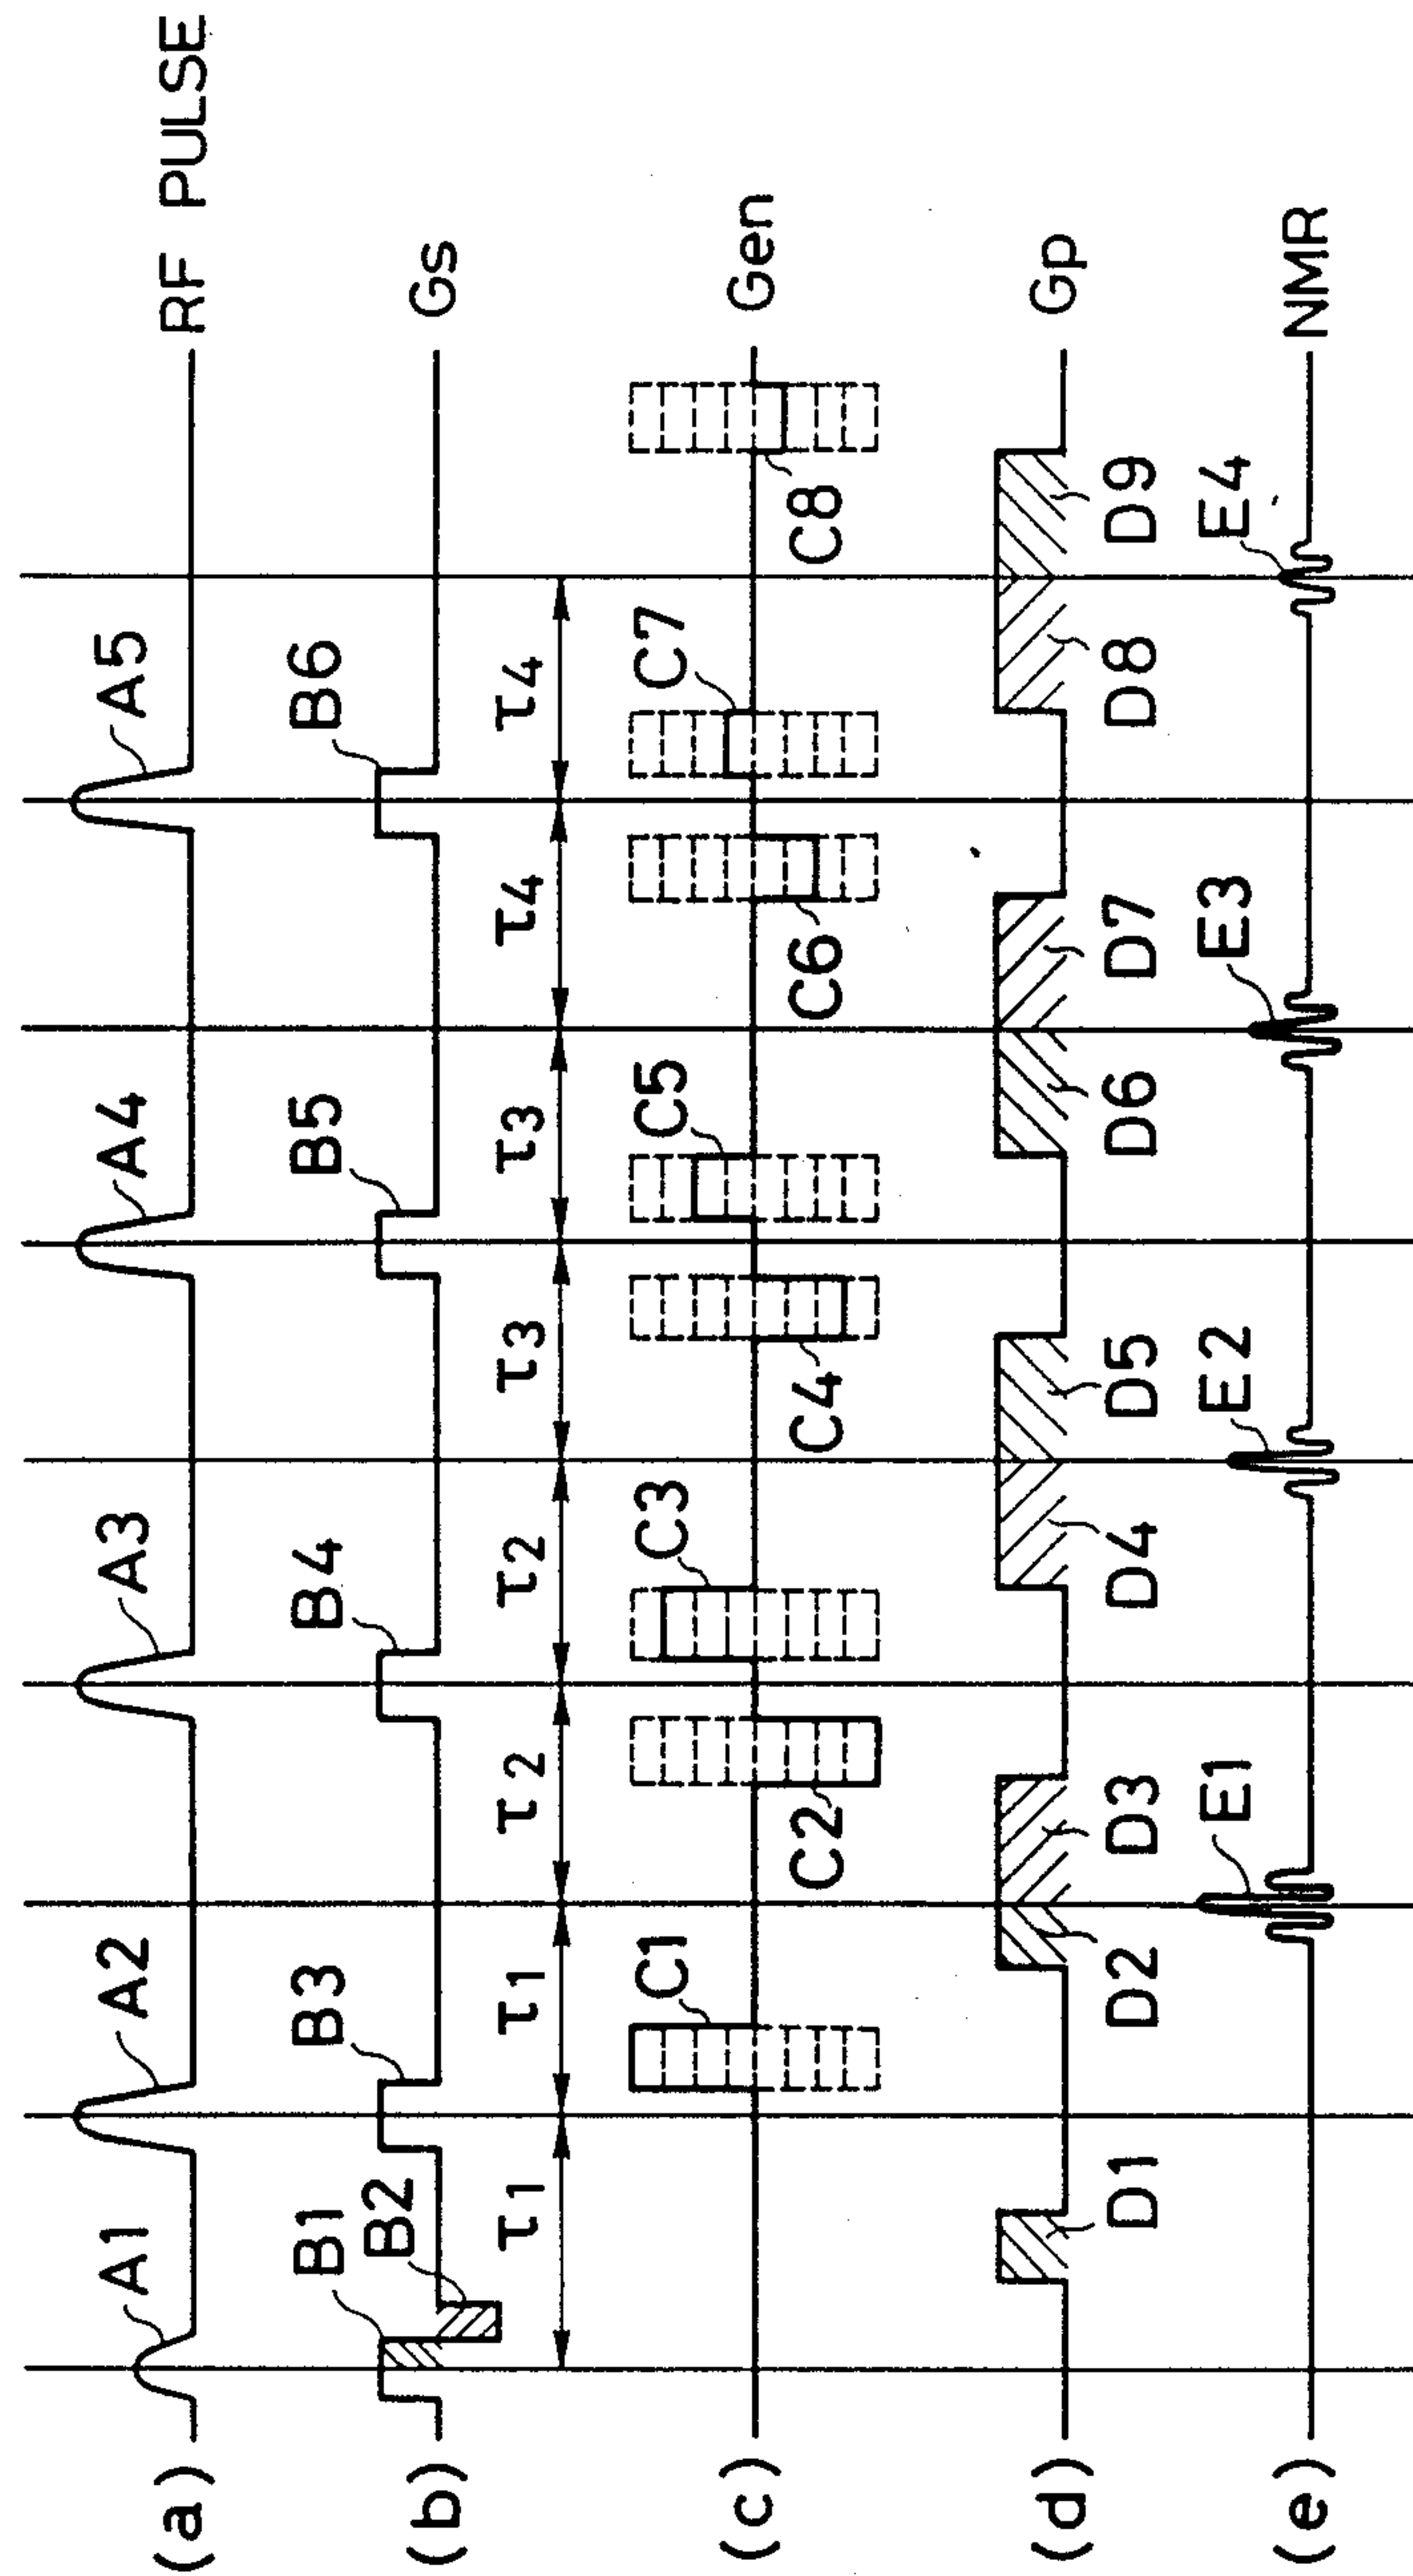 (a) A1 A2 A3 A4 A5 RF PULSE
(b) B1 B2 B3 B4 B5 B6 Gs
τ1 τ1 τ2 τ2 τ3 τ3 τ4 τ4
(c) C1 C2 C3 C4 C5 C6 C7 C8 Gen
(d) D1 D2 D3 D4 D5 D6 D7 D8 D9 Gp
(e) E1 E2 E3 E4 NMR